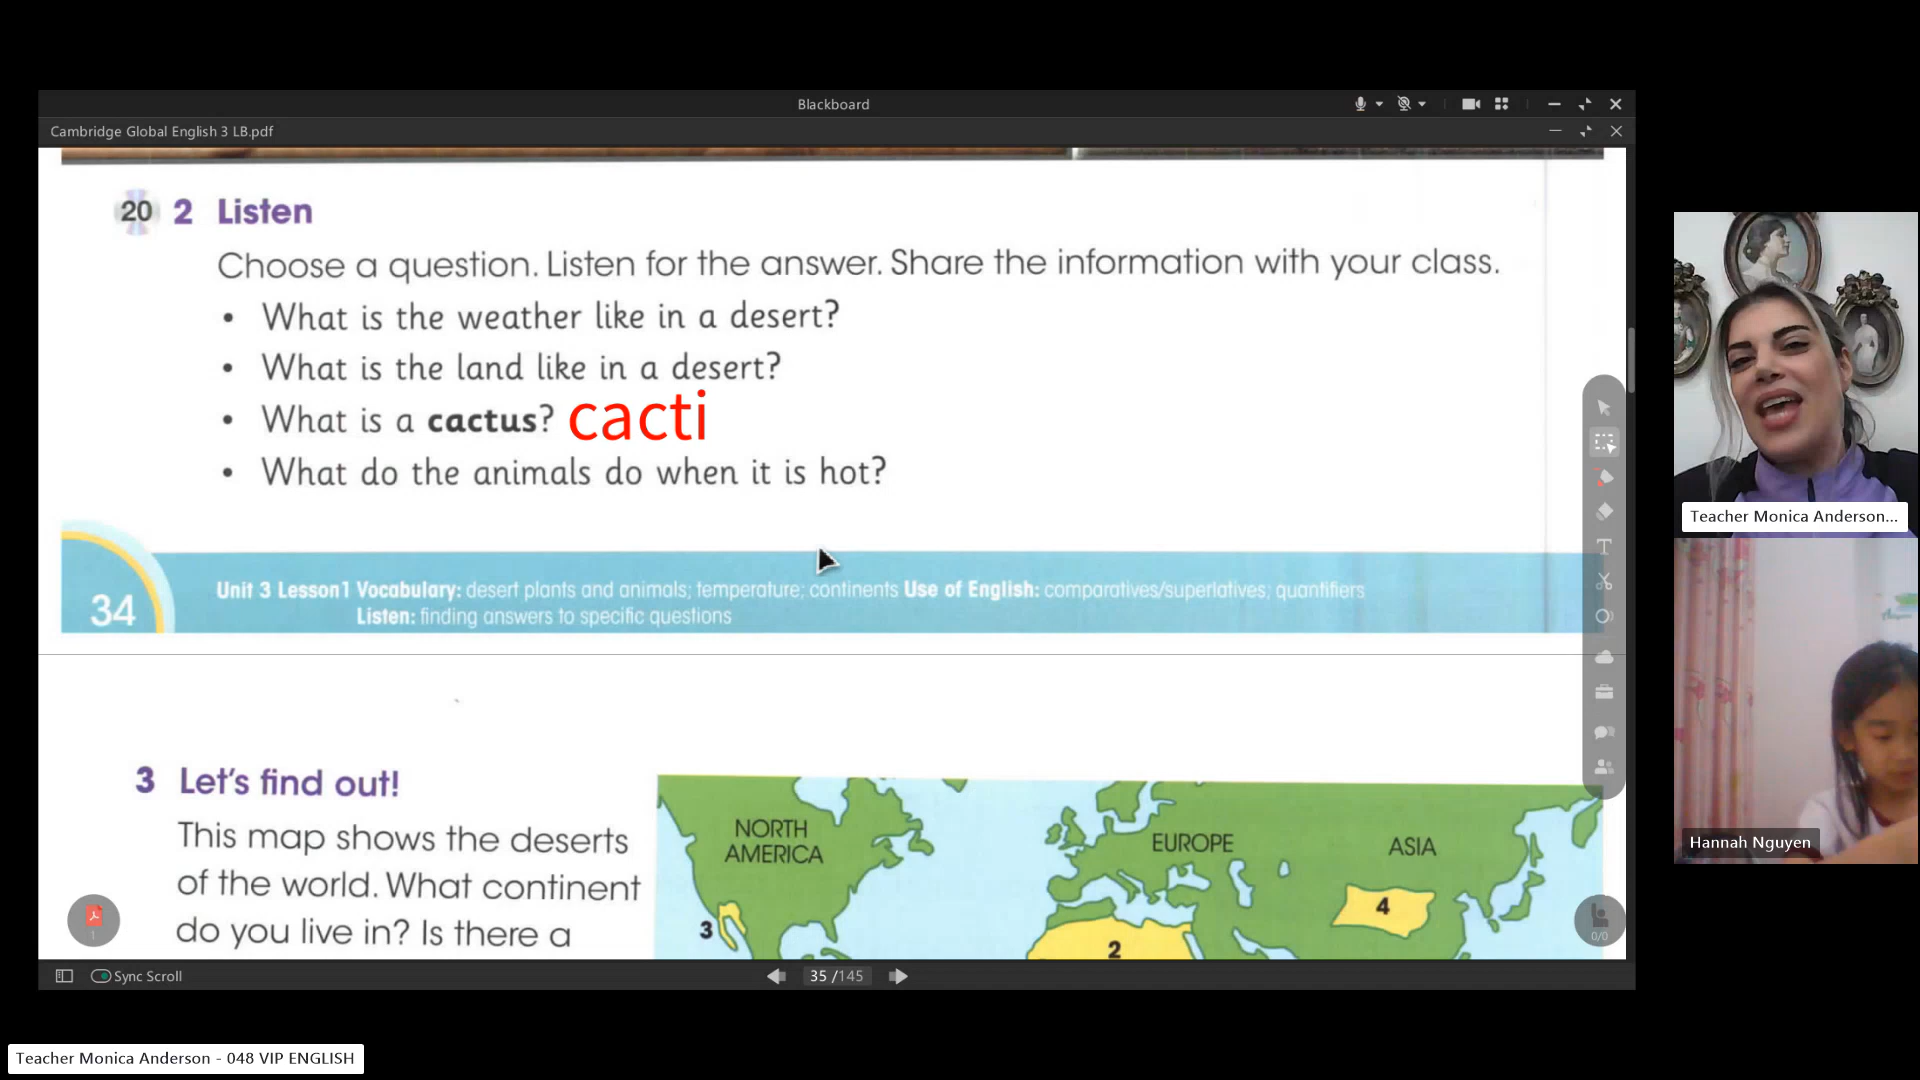 Blackboard
Cambridge Global English 3 LB.pdf
20 2 Listen
Choose a question. Listen for the answer. Share the information with your class.
• What is the weather like in a desert?
• What is the land like in a desert?
• What is a cactus? cacti
• What do the animals do when it is hot?
34
Unit 3 Lesson1 Vocabulary: desert plants and animals; temperature; continents Use of English: comparatives/superlatives; quantifiers
Listen: finding answers to specific questions
3 Let's find out!
This map shows the deserts
of the world. What continent
do you live in? Is there a
NORTH
AMERICA
EUROPE
ASIA
3
2
4
1
0/0
Sync Scroll
35 /145
Teacher Monica Anderson...
Hannah Nguyen
Teacher Monica Anderson - 048 VIP ENGLISH